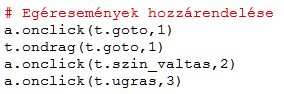 # Egéresemények hozzárendelése
a.onclick(t.goto,1)
t.ondrag(t.goto,1)
a.onclick(t.szin_valtas,2)
a.onclick(t.ugras,3)